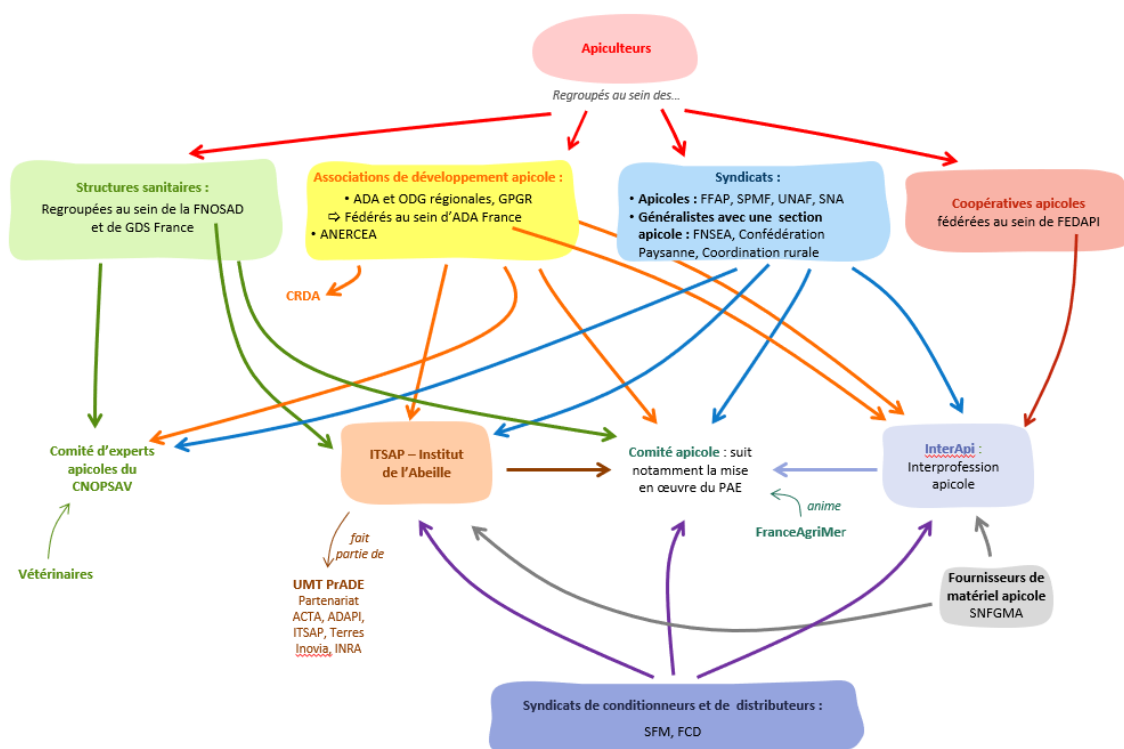 Apiculteurs
Regroupés au sein des...
Structures sanitaires :
Regroupées au sein de la FNOSAD
et de GDS France
Associations de développement apicole :
• ADA et ODG régionales, GPGR
⇨ Fédérés au sein d'ADA France
• ANERCEA
Syndicats :
• Apicoles : FFAP, SPMF, UNAF, SNA
• Généralistes avec une section
apicole : FNSEA, Confédération
Paysanne, Coordination rurale
Coopératives apicoles
fédérées au sein de FEDAPI
CRDA
Comité d'experts
apicoles du
CNOPSAV
ITSAP – Institut
de l'Abeille
Comité apicole : suit
notamment la mise
en œuvre du PAE
InterApi :
Interprofession
apicole
anime
FranceAgriMer
Vétérinaires
fait
partie de
UMT PrADE
Partenariat
ACTA, ADAPI,
ITSAP, Terres
Inovia, INRA
Fournisseurs de
matériel apicole
SNFGMA
Syndicats de conditionneurs et de distributeurs :
SFM, FCD